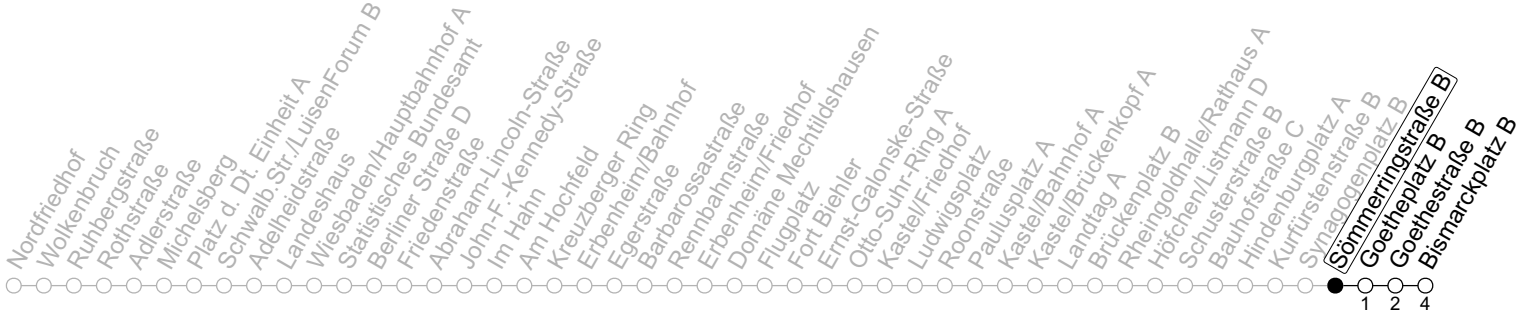 Nordfriedhof
Wolkenbruch
Ruhbergstraße
Rothstraße
Adlerstraße
Michelsberg
Platz d. Dt. Einheit A
Schwalb.Str./LuisenForum B
Adelheidstraße
Landeshaus
Wiesbaden/Hauptbahnhof A
Statistisches Bundesamt
Berliner Straße D
Friedenstraße
Abraham-Lincoln-Straße
John-F.-Kennedy-Straße
Im Hahn
Am Hochfeld
Kreuzberger Ring
Erbenheim/Bahnhof
Egerstraße
Barbarossastraße
Rennbahnstraße
Erbenheim/Friedhof
Domäne Mechtildshausen
Flugplatz
Fort Biehler
Ernst-Galonske-Straße
Otto-Suhr-Ring A
Kastel/Friedhof
Ludwigsplatz
Roonstraße
Paulusplatz A
Kastel/Bahnhof A
Kastel/Brückenkopf A
Landtag A
Brückenplatz B
Rheingoldhalle/Rathaus A
Höfchen/Listmann D
Schusterstraße B
Bauhofstraße C
Hindenburgplatz A
Kurfürstenstraße B
Synagogenplatz B
Sömmerringstraße B
Goetheplatz B
Goethestraße B
Bismarckplatz B
1 2 4